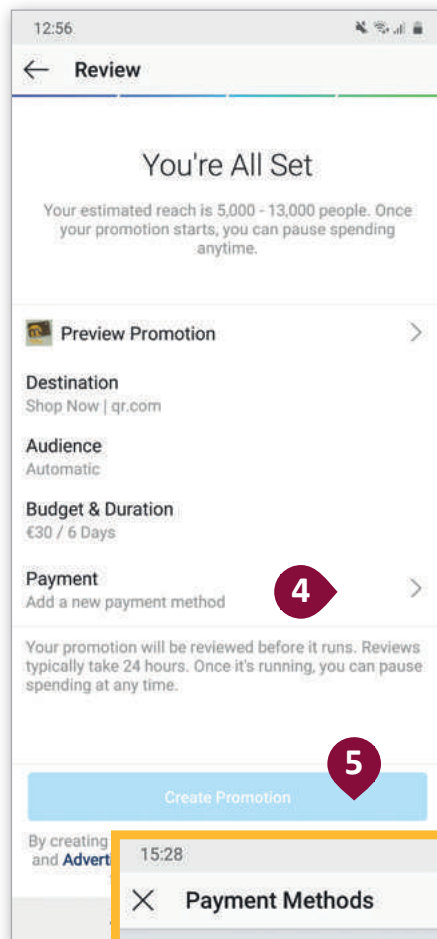 12:56
Review
You're All Set
Your estimated reach is 5,000 - 13,000 people. Once
your promotion starts, you can pause spending
anytime.
Preview Promotion
Destination
Shop Now | qr.com
Audience
Automatic
Budget & Duration
€30 / 6 Days
Payment
Add a new payment method
4
Your promotion will be reviewed before it runs. Reviews
typically take 24 hours. Once it's running, you can pause
spending at any time.
5
Create Promotion
By creating
and
15:28
Payment Methods